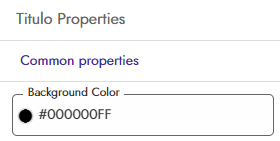 Titulo Properties
Common properties
Background Color
#000000FF